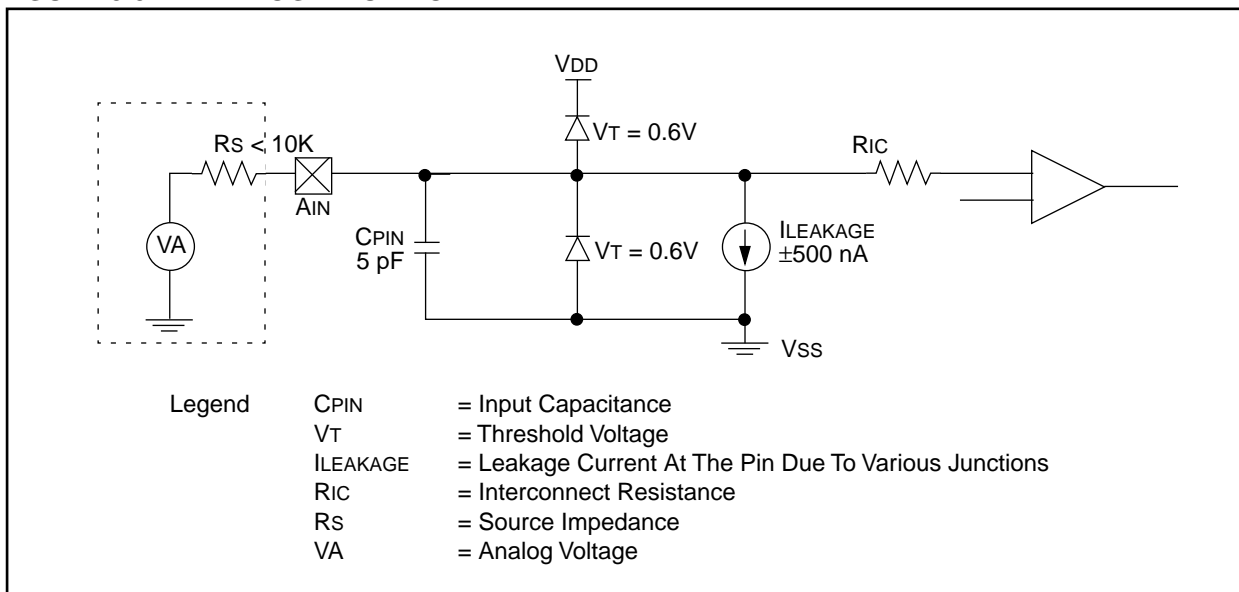 VDD
VT = 0.6V
RS < 10K
RIC
AIN
CPIN
5 pF
VT = 0.6V
ILEAKAGE
±500 nA
VA
VSS
Legend
CPIN = Input Capacitance
VT = Threshold Voltage
ILEAKAGE = Leakage Current At The Pin Due To Various Junctions
RIC = Interconnect Resistance
RS = Source Impedance
VA = Analog Voltage